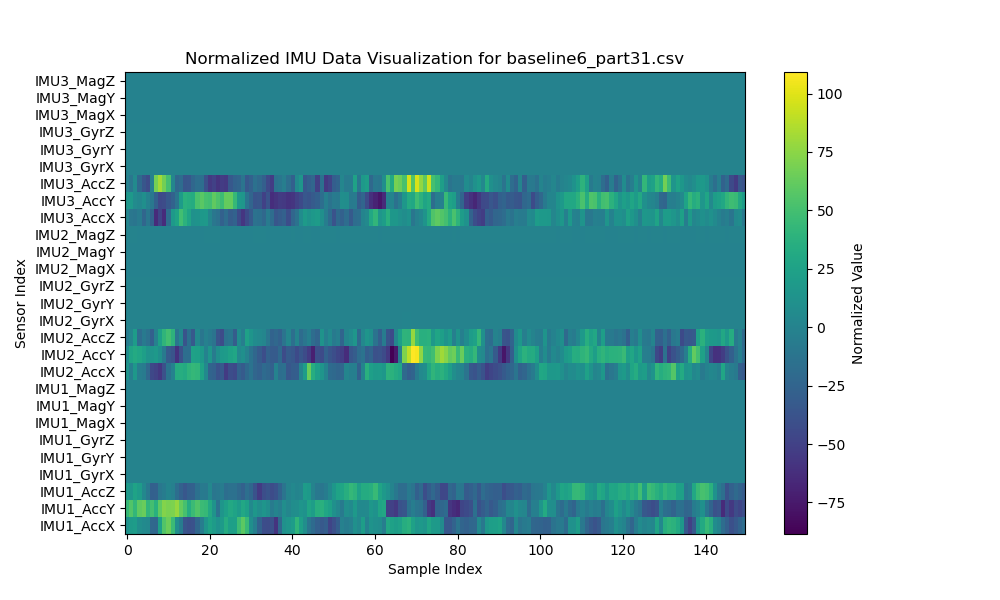 Normalized IMU Data Visualization for baseline6_part31.csv
IMU3_MagZ
IMU3_MagY
IMU3_MagX
IMU3_GyrZ
IMU3_GyrY
IMU3_GyrX
IMU3_AccZ
IMU3_AccY
IMU3_AccX
IMU2_MagZ
IMU2_MagY
IMU2_MagX
IMU2_GyrZ
IMU2_GyrY
IMU2_GyrX
IMU2_AccZ
IMU2_AccY
IMU2_AccX
IMU1_MagZ
IMU1_MagY
IMU1_MagX
IMU1_GyrZ
IMU1_GyrY
IMU1_GyrX
IMU1_AccZ
IMU1_AccY
IMU1_AccX
Sensor Index
0 20 40 60 80 100 120 140
Sample Index
100
75
50
25
0
−25
−50
−75
Normalized Value